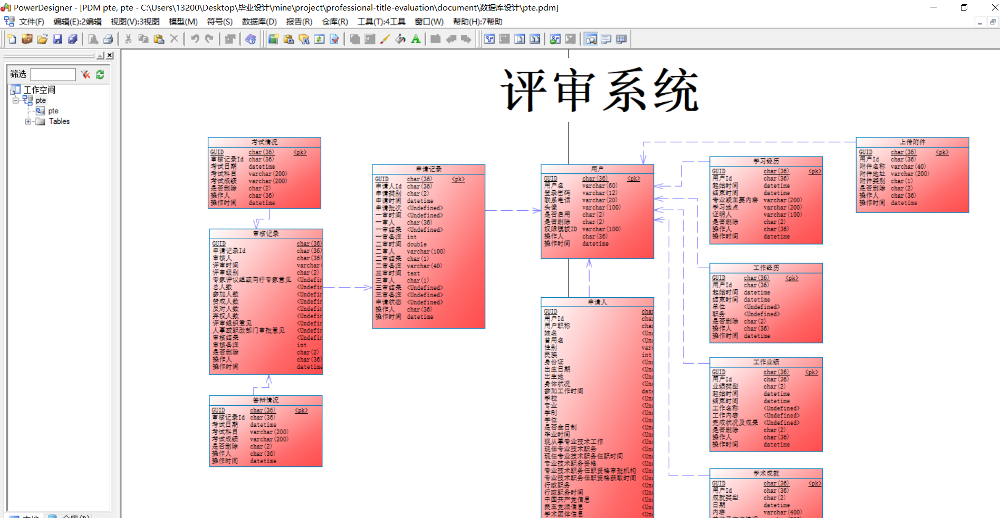 PowerDesigner - [PDM pte, pte - C:\Users\13200\Desktop\毕业设计\mine\project\professional-title-evaluation\document\数据库设计\pte.pdm]
文件(F) 编辑(E):2编辑 视图(V):3视图 模型(M) 符号(S) 数据库(D) 报告(R) 仓库(R) 工具(T):4工具 窗口(W) 帮助(H):7帮助
筛选
工作空间
pte
pte
Tables
评审系统
考试情况
GUID char(36) <pk>
审核记录Id char(36)
考试日期 datetime
考试科目 varchar(200)
考试成绩 varchar(200)
是否删除 char(2)
操作人 char(36)
操作时间 datetime
审核记录
GUID char(36)
申请记录Id char(36)
审核人 char(36)
评审时间 varchar
评审级别 char(2)
专家评议组或同行专家意见 <Undefin
总人数 <Undefin
参加人数 <Undefin
赞成人数 <Undefin
反对人数 <Undefin
弃权人数 <Undefin
评审组织意见 <Undefin
人事或职改部门审批意见 <Undefin
审核结果 <Undefin
审核备注 int
是否删除 char(2)
操作人 char(36)
操作时间 datetime
答辩情况
GUID char(36) <pk>
审核记录Id char(36)
考试日期 datetime
考试科目 varchar(200)
考试成绩 varchar(200)
是否删除 char(2)
操作人 char(36)
操作时间 datetime
申请记录
GUID char(36) <pk>
申请人Id char(36)
申请类别 char(2)
申请时间 datetime
申请批次 <Undefined>
一审时间 <Undefined>
一审人 char(36)
一审结果 <Undefined>
一审备注 int
二审时间 double
二审人 varchar(100)
二审结果 char(1)
二审备注 varchar(40)
三审时间 text
三审人 char(1)
三审结果 <Undefined>
三审备注 <Undefined>
申请状态 <Undefined>
操作人 char(36)
操作时间 datetime
用户
GUID char(36) <pk>
用户名 varchar(60)
登录密码 varchar(12)
联系电话 varchar(20)
头像 varchar(100)
是否启用 char(2)
是否删除 char(2)
权限模板ID varchar(100)
操作人 char(36)
操作时间 datetime
申请人
GUID cha
用户Id cha
用户职称 cha
姓名 <Un
曾用名 <Un
性别 var
民族 int
身份证 <Un
出生日期 <Un
出生地 <Un
身体状况 <Un
参加工作时间 dat
学校 <Un
专业 <Un
学制 <Un
学位 <Un
是否全日制 <Un
毕业时间 <Un
现从事专业技术工作 <Un
现任专业技术职务 <Un
现任专业技术职务任职时间 <Un
专业技术职务资格 <Un
专业技术职务任职资格审批机构 <Un
专业技术职务任职资格获取时间 <Un
行政职务 <Un
行政职务时间 <Un
中国共产党信息 <Un
民主党派信息 <Un
学术团体信息 <Un
学习经历
GUID char(36) <pk>
用户Id char(36)
起始时间 datetime
结束时间 datetime
专业或主要内容 varchar(200)
学习地点 varchar(200)
证明人 varchar(100)
是否删除 char(2)
操作人 char(36)
操作时间 datetime
工作经历
GUID char(36) <pk>
用户Id char(36)
起始时间 datetime
结束时间 datetime
单位 <Undefined>
职务 <Undefined>
是否删除 char(2)
操作人 char(36)
操作时间 datetime
工作业绩
GUID char(36) <pk>
用户Id char(36)
业绩类型 char(2)
起始时间 datetime
结束时间 datetime
工作名称 <Undefined>
工作内容 <Undefined>
完成状况及成果 <Undefined>
是否删除 char(2)
操作人 char(36)
操作时间 datetime
学术成就
GUID char(36) <pk>
用户Id char(36)
成就类型 char(2)
日期 datetime
内容 varchar(400)
上传附件
GUID char(36) <pk>
用户Id char(36)
附件名称 varchar(40)
附件地址 varchar(200)
附件类别 char(1)
是否删除 char(2)
操作人 char(36)
操作时间 datetime